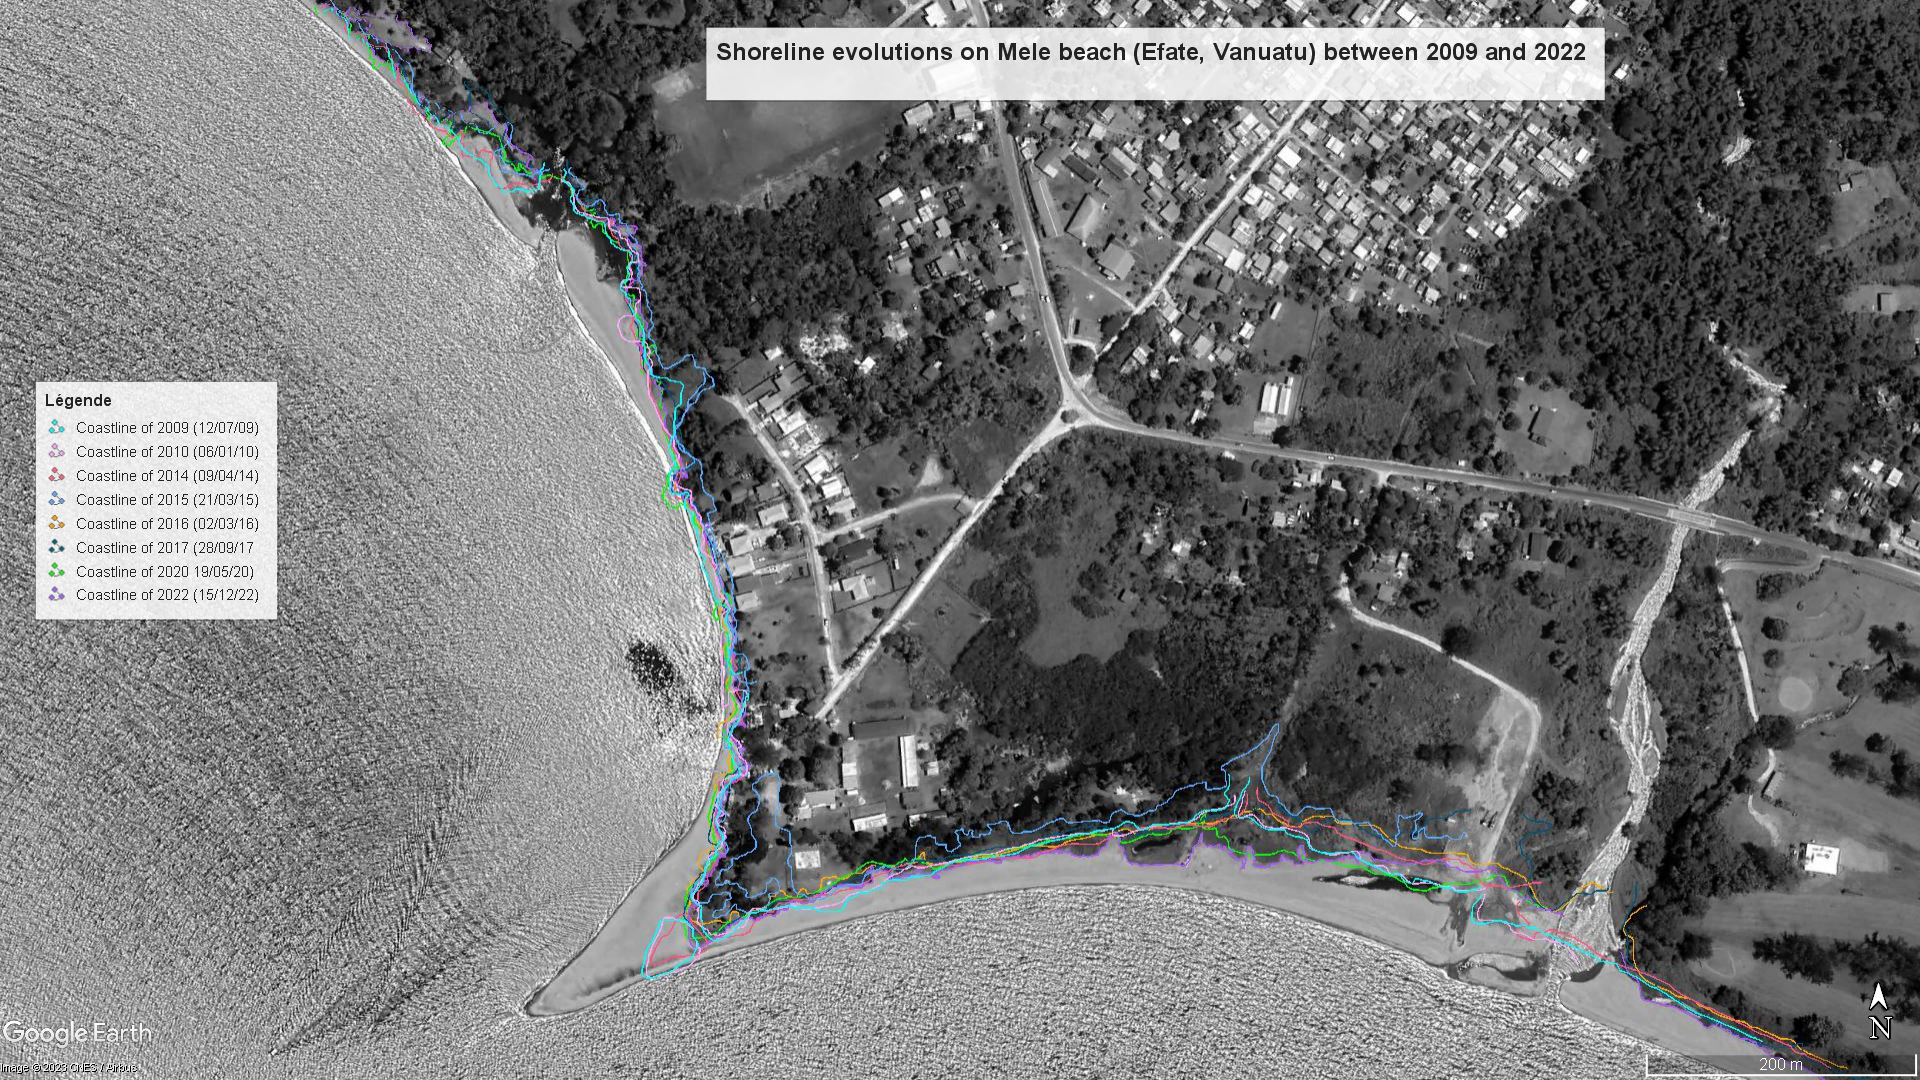 Shoreline evolutions on Mele beach (Efate, Vanuatu) between 2009 and 2022
Légende
Coastline of 2009 (12/07/09)
Coastline of 2010 (06/01/10)
Coastline of 2014 (09/04/14)
Coastline of 2015 (21/03/15)
Coastline of 2016 (02/03/16)
Coastline of 2017 (28/09/17
Coastline of 2020 19/05/20)
Coastline of 2022 (15/12/22)
N
Google Earth
200 m
Image © 2023 CNES / Airbus